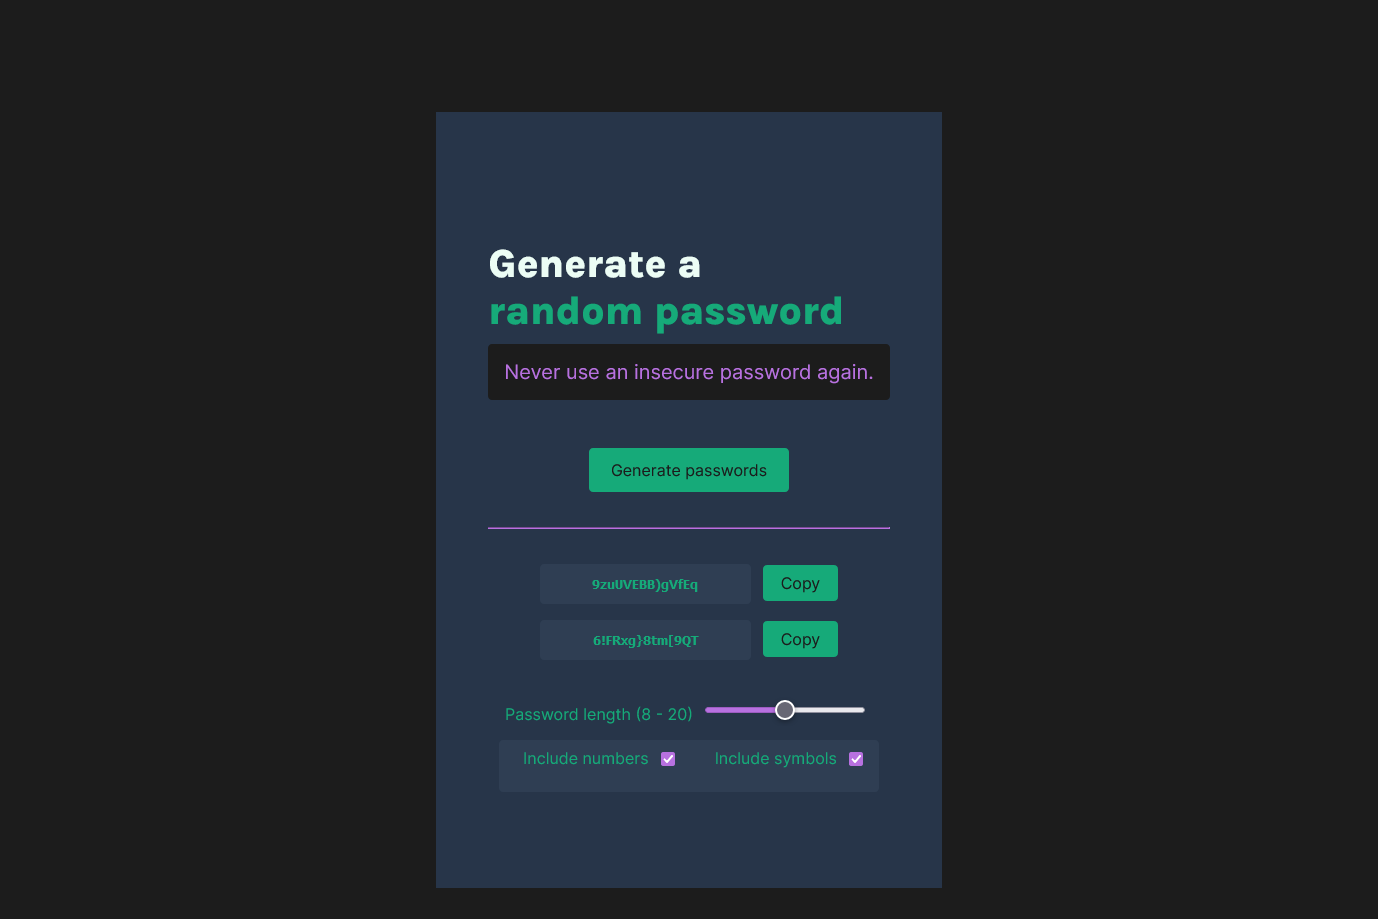 Generate a
random password
Never use an insecure password again.
Generate passwords
9zuUVEBB)gVfEq
Copy
6!FRxg}8tm[9QT
Copy
Password length (8 - 20)
Include numbers
Include symbols